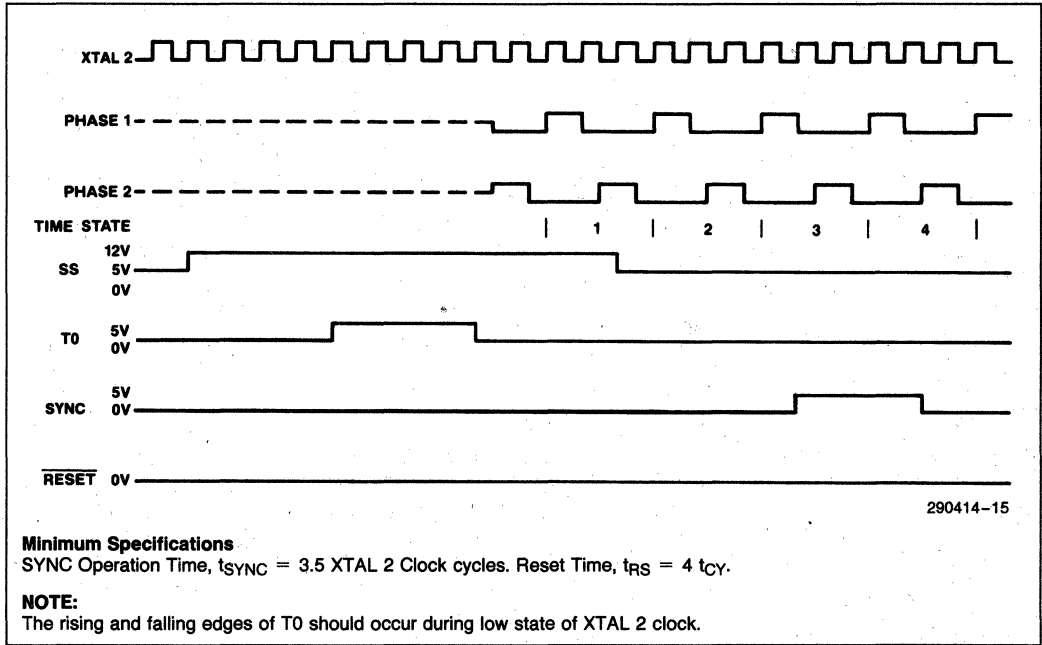 XTAL 2
PHASE 1
PHASE 2
TIME STATE | 1 | 2 | 3 | 4 |
12V
SS 5V
0V
T0 5V
0V
5V
SYNC 0V
RESET 0V
290414–15
Minimum Specifications
SYNC Operation Time, tSYNC = 3.5 XTAL 2 Clock cycles. Reset Time, tRS = 4 tCY.
NOTE:
The rising and falling edges of T0 should occur during low state of XTAL 2 clock.